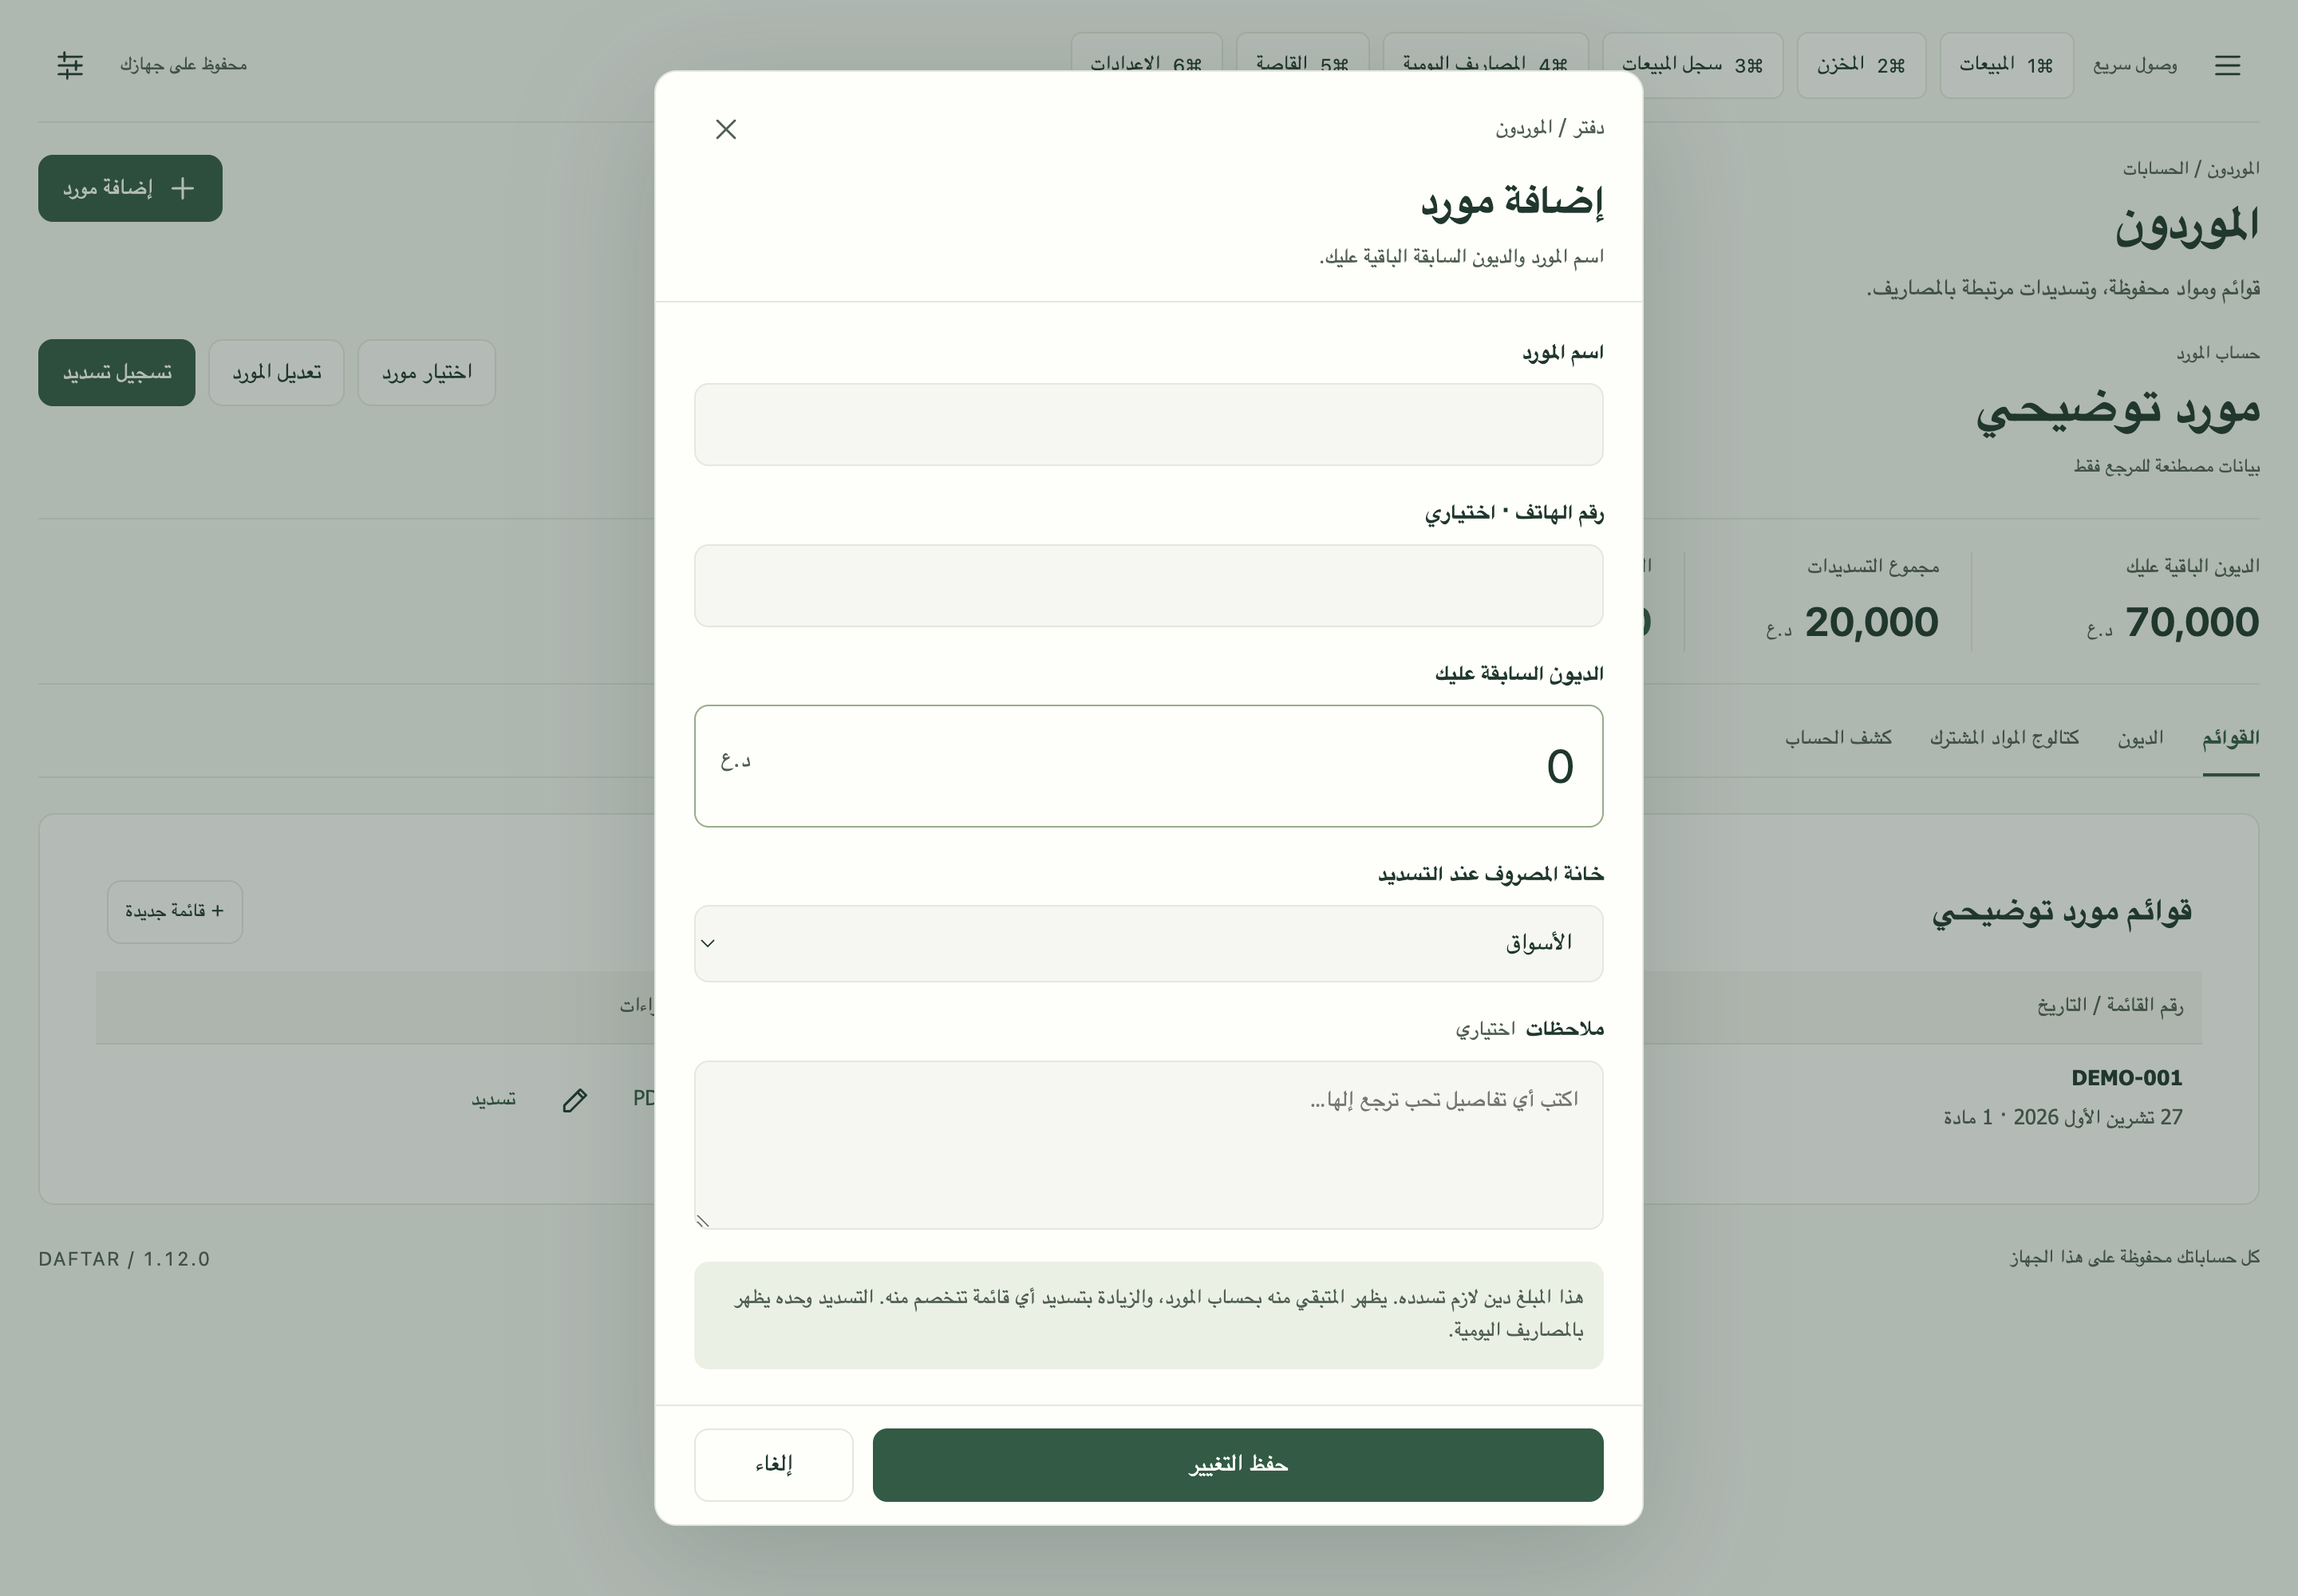 وصول سريع
⌘1 المبيعات
⌘2 المخزن
⌘3 سجل المبيعات
⌘4 المصاريف اليومية
⌘5 القاصة
⌘6 الإعدادات
محفوظ على جهازك
الموردون / الحسابات
الموردون
قوائم ومواد محفوظة، وتسديدات مرتبطة بالمصاريف.
إضافة مورد
حساب المورد
مورد توضيحي
بيانات مصطنعة للمرجع فقط
اختيار مورد
تعديل المورد
تسجيل تسديد
الديون الباقية عليك
70,000 د.ع
مجموع التسديدات
20,000 د.ع
القوائم
الديون
كتالوج المواد المشترك
كشف الحساب
قوائم مورد توضيحي
+ قائمة جديدة
رقم القائمة / التاريخ
DEMO-001
27 تشرين الأول 2026 · 1 مادة
تسديد
كل حساباتك محفوظة على هذا الجهاز
DAFTAR / 1.12.0
دفتر / الموردون
إضافة مورد
اسم المورد والديون السابقة الباقية عليك.
اسم المورد
رقم الهاتف · اختياري
الديون السابقة عليك
0 د.ع
خانة المصروف عند التسديد
الأسواق
ملاحظات اختياري
اكتب أي تفاصيل تحب ترجع إلها...
هذا المبلغ دين لازم تسدده. يظهر المتبقي منه بحساب المورد، والزيادة بتسديد أي قائمة تنخصم منه. التسديد وحده يظهر
بالمصاريف اليومية.
حفظ التغيير
إلغاء